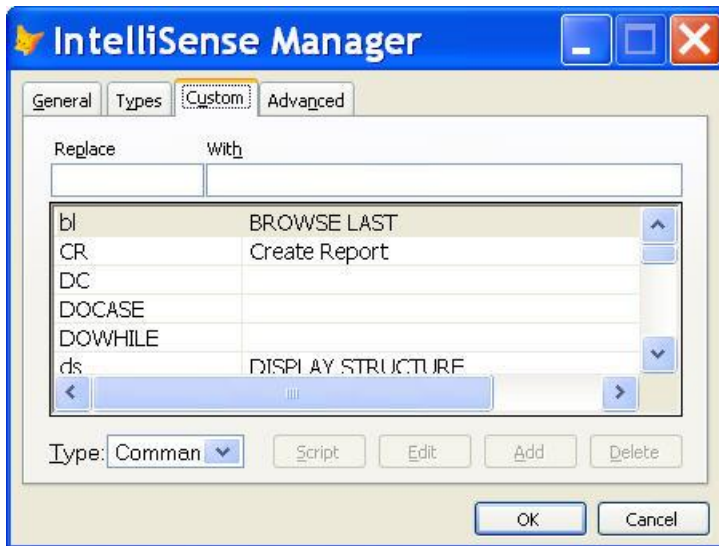 IntelliSense Manager
General Types Custom Advanced
Replace With
bl BROWSE LAST
CR Create Report
DC
DOCASE
DOWHILE
ds DISPLAY STRUCTURE
Type: Comman Script Edit Add Delete
OK Cancel